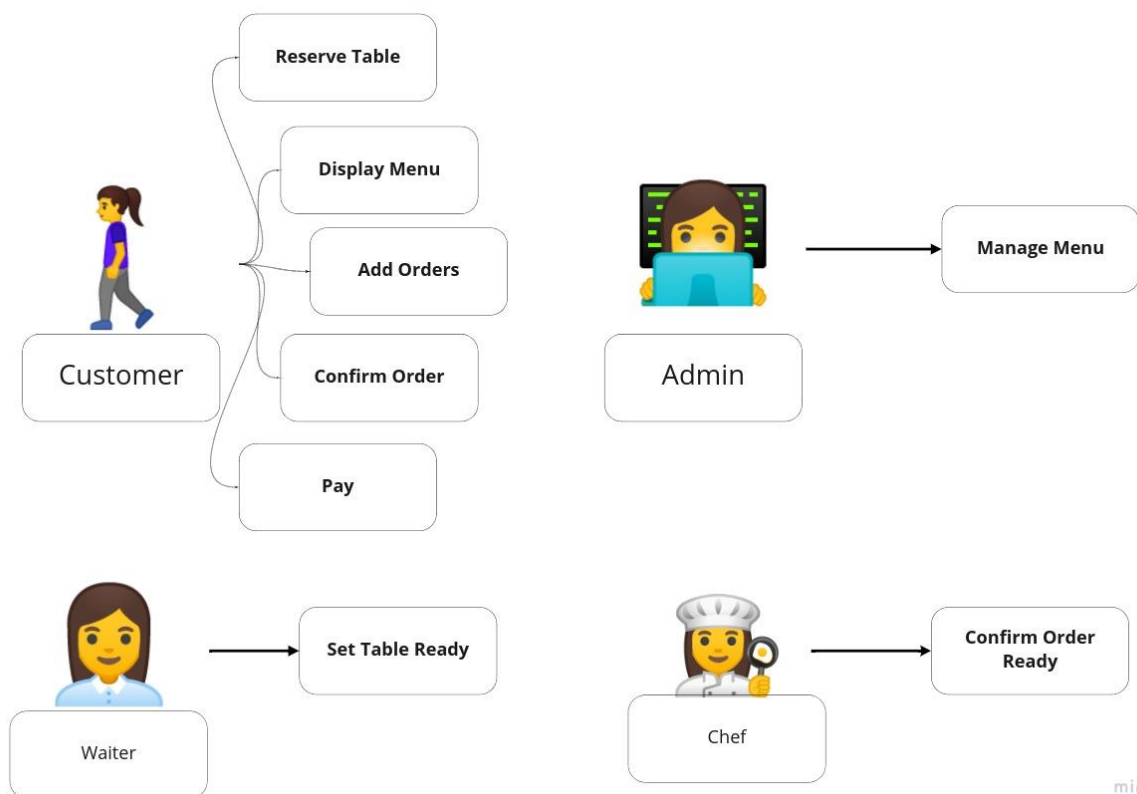 Reserve Table
Display Menu
Add Orders
Confirm Order
Pay
Customer
Manage Menu
Admin
Set Table Ready
Waiter
Confirm Order
Ready
Chef